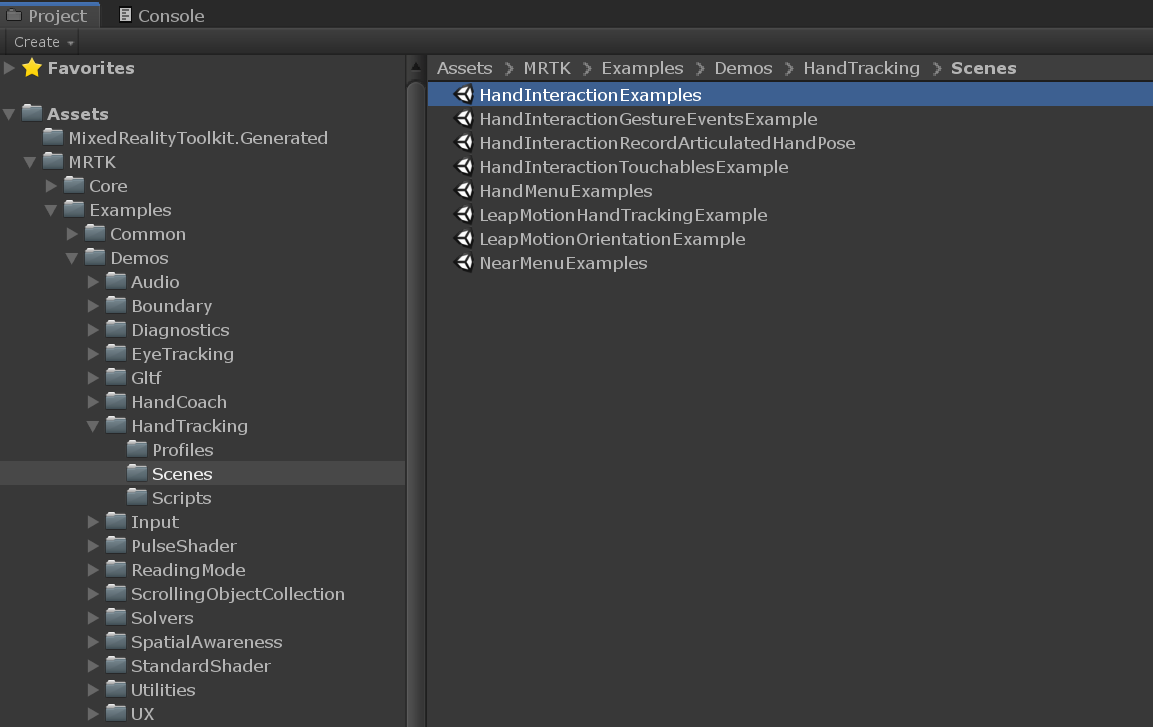 Project
Console
Create
Favorites
Assets
MixedRealityToolkit.Generated
MRTK
Core
Examples
Common
Demos
Audio
Boundary
Diagnostics
EyeTracking
Gltf
HandCoach
HandTracking
Profiles
Scenes
Scripts
Input
PulseShader
ReadingMode
ScrollingObjectCollection
Solvers
SpatialAwareness
StandardShader
Utilities
UX
Assets > MRTK > Examples > Demos > HandTracking > Scenes
HandInteractionExamples
HandInteractionGestureEventsExample
HandInteractionRecordArticulatedHandPose
HandInteractionTouchablesExample
HandMenuExamples
LeapMotionHandTrackingExample
LeapMotionOrientationExample
NearMenuExamples